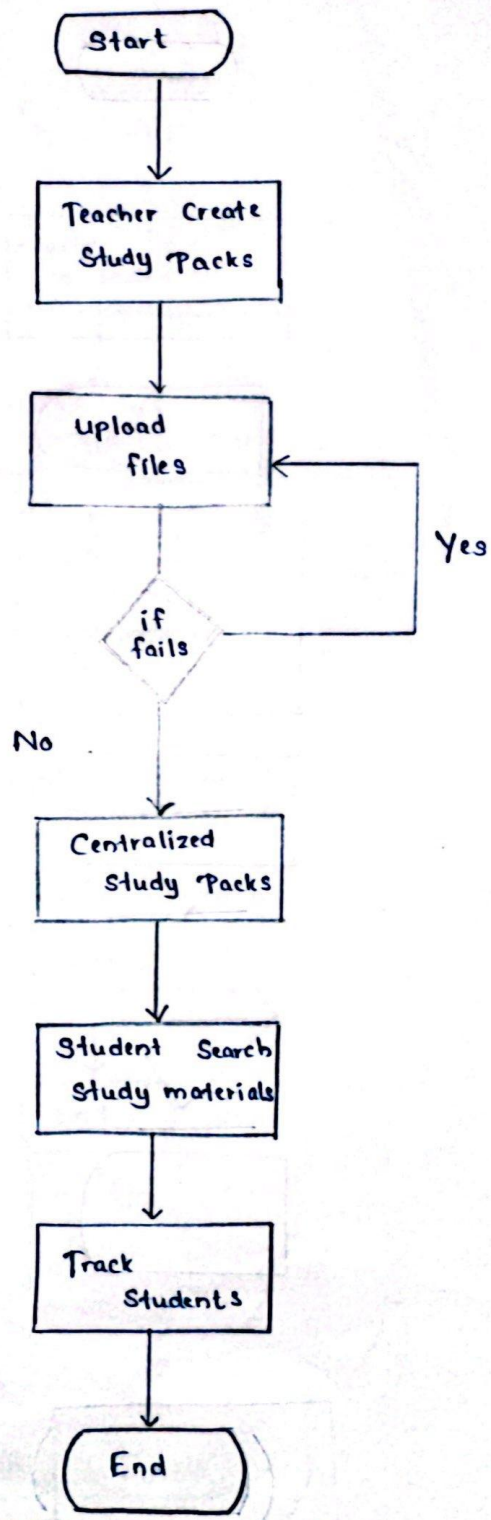 Start
Teacher Create
Study Packs
Upload
files
Yes
if
fails
No
Centralized
Study Packs
Student Search
Study materials
Track
Students
End